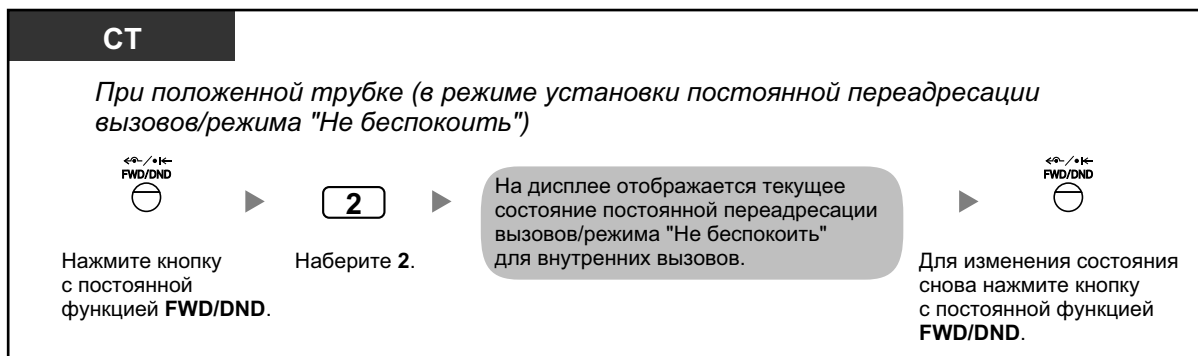 СТ
При положенной трубке (в режиме установки постоянной переадресации
вызовов/режима "Не беспокоить")
FWD/DND
2
На дисплее отображается текущее
состояние постоянной переадресации
вызовов/режима "Не беспокоить"
для внутренних вызовов.
FWD/DND
Нажмите кнопку
с постоянной
функцией FWD/DND.
Наберите 2.
Для изменения состояния
снова нажмите кнопку
с постоянной функцией
FWD/DND.